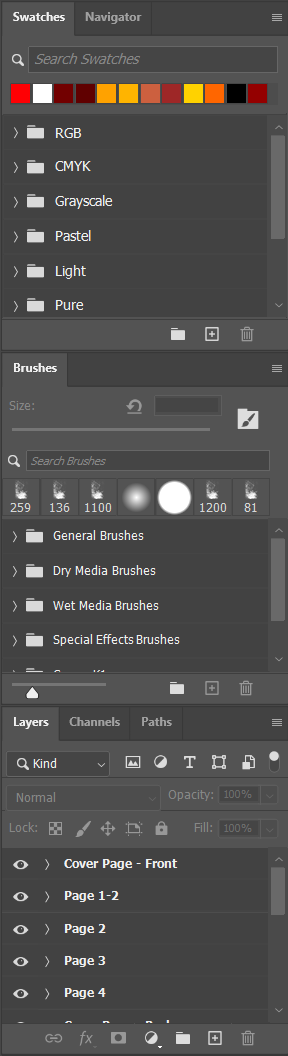 Swatches Navigator
Search Swatches
RGB
CMYK
Grayscale
Pastel
Light
Pure
Brushes
Size:
Search Brushes
259 136 1100 1200 81
General Brushes
Dry Media Brushes
Wet Media Brushes
Special Effects Brushes
Layers Channels Paths
Kind T
Normal Opacity: 100%
Lock: Fill: 100%
Cover Page - Front
Page 1-2
Page 2
Page 3
Page 4
fx